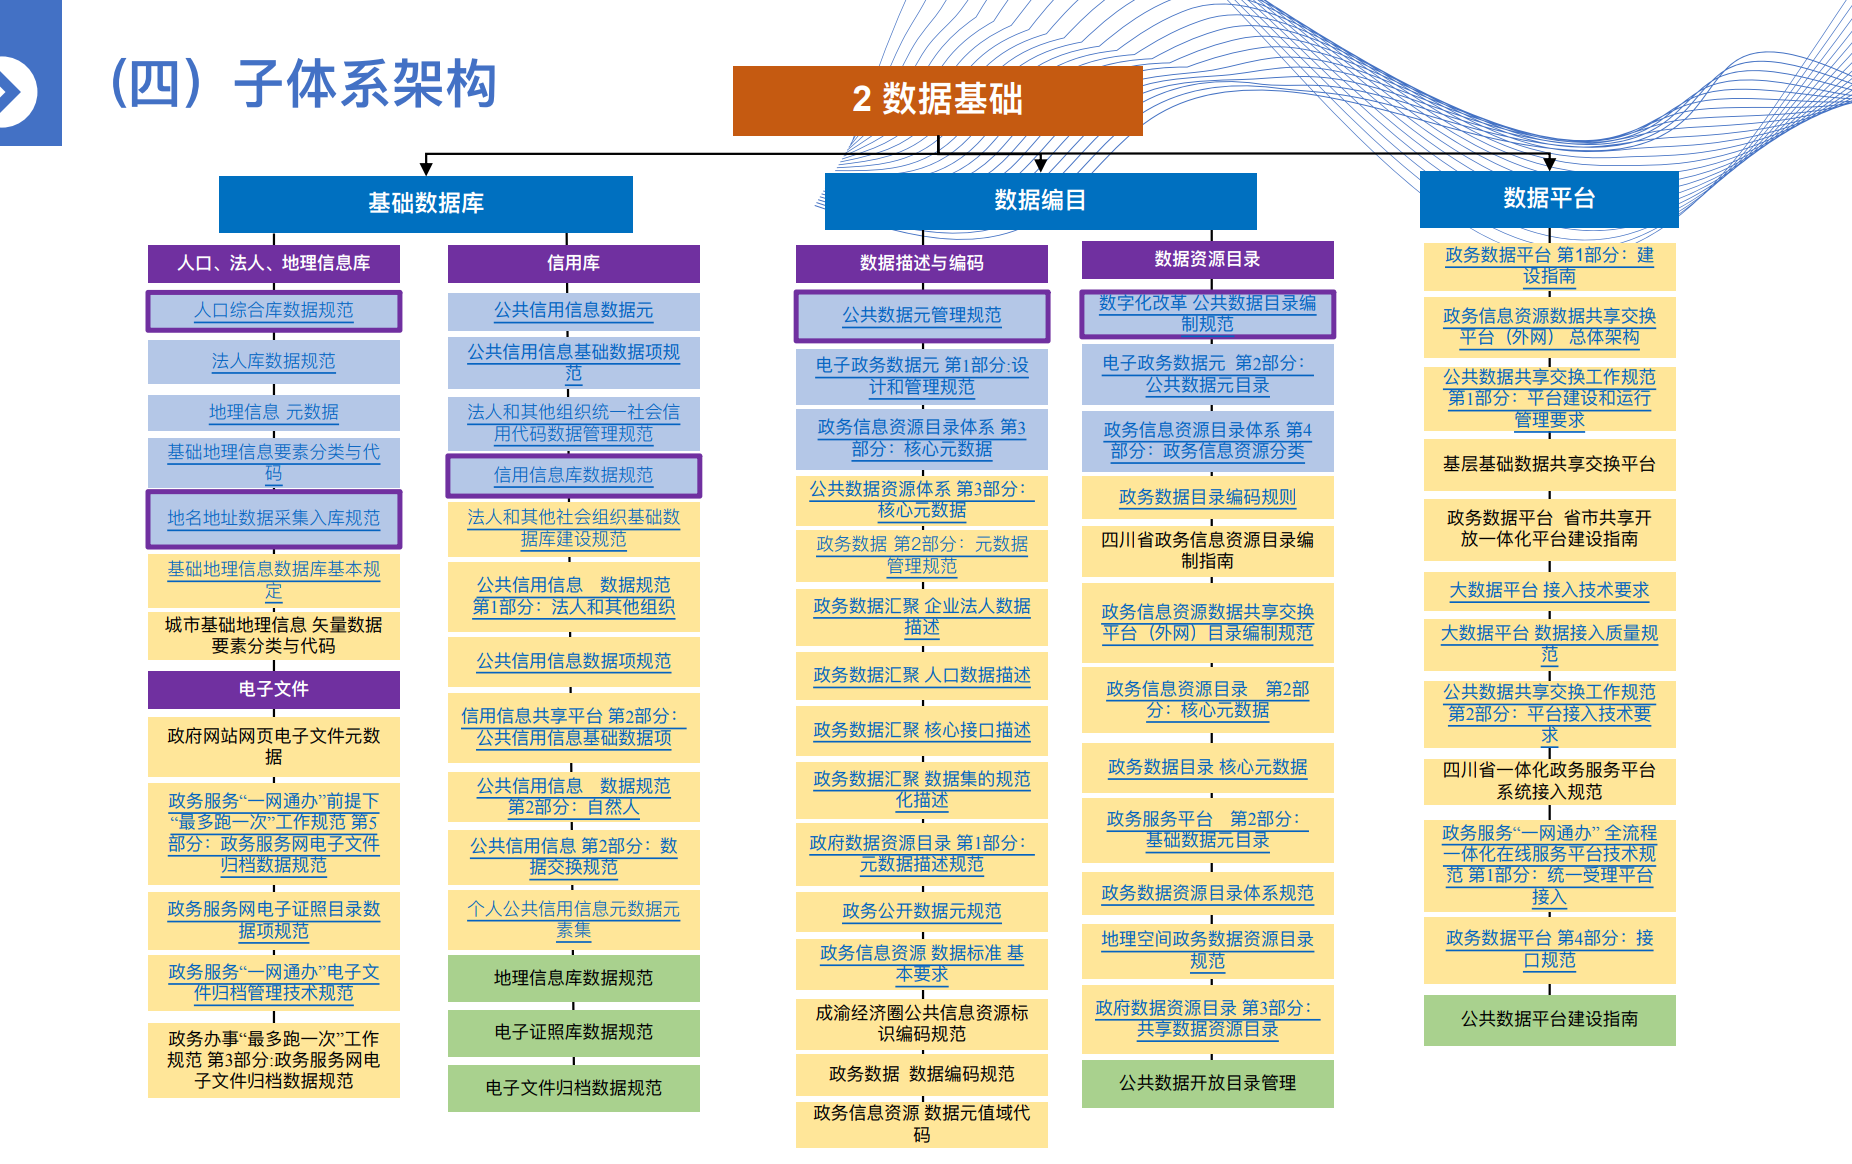 （四）子体系架构
2 数据基础
基础数据库
人口、法人、地理信息库
人口综合库数据规范
法人库数据规范
地理信息 元数据
基础地理信息要素分类与代
码
地名地址数据采集入库规范
基础地理信息数据库基本规
定
城市基础地理信息 矢量数据
要素分类与代码
电子文件
政府网站网页电子文件元数
据
政务服务“一网通办”前提下
“最多跑一次”工作规范 第5
部分：政务服务网电子文件
归档数据规范
政务服务网电子证照目录数
据项规范
政务服务“一网通办”电子文
件归档管理技术规范
政务办事“最多跑一次”工作
规范 第3部分:政务服务网电
子文件归档数据规范
信用库
公共信用信息数据元
公共信用信息基础数据项规
范
法人和其他组织统一社会信
用代码数据管理规范
信用信息库数据规范
法人和其他社会组织基础数
据库建设规范
公共信用信息　数据规范
第1部分：法人和其他组织
公共信用信息数据项规范
信用信息共享平台 第2部分：
公共信用信息基础数据项
公共信用信息　数据规范
第2部分：自然人
公共信用信息 第2部分：数
据交换规范
个人公共信用信息元数据元
素集
地理信息库数据规范
电子证照库数据规范
电子文件归档数据规范
数据编目
数据描述与编码
公共数据元管理规范
电子政务数据元 第1部分:设
计和管理规范
政务信息资源目录体系 第3
部分：核心元数据
公共数据资源体系 第3部分：
核心元数据
政务数据 第2部分：元数据
管理规范
政务数据汇聚 企业法人数据
描述
政务数据汇聚 人口数据描述
政务数据汇聚 核心接口描述
政务数据汇聚 数据集的规范
化描述
政府数据资源目录 第1部分：
元数据描述规范
政务公开数据元规范
政务信息资源 数据标准 基
本要求
成渝经济圈公共信息资源标
识编码规范
政务数据 数据编码规范
政务信息资源 数据元值域代
码
数据资源目录
数字化改革 公共数据目录编
制规范
电子政务数据元 第2部分：
公共数据元目录
政务信息资源目录体系 第4
部分：政务信息资源分类
政务数据目录编码规则
四川省政务信息资源目录编
制指南
政务信息资源数据共享交换
平台（外网）目录编制规范
政务信息资源目录　第2部
分：核心元数据
政务数据目录 核心元数据
政务服务平台　第2部分：
基础数据元目录
政务数据资源目录体系规范
地理空间政务数据资源目录
规范
政府数据资源目录 第3部分：
共享数据资源目录
公共数据开放目录管理
数据平台
政务数据平台 第1部分：建
设指南
政务信息资源数据共享交换
平台（外网） 总体架构
公共数据共享交换工作规范
第1部分：平台建设和运行
管理要求
基层基础数据共享交换平台
政务数据平台 省市共享开
放一体化平台建设指南
大数据平台 接入技术要求
大数据平台 数据接入质量规
范
公共数据共享交换工作规范
第2部分：平台接入技术要
求
四川省一体化政务服务平台
系统接入规范
政务服务“一网通办” 全流程
一体化在线服务平台技术规
范 第1部分：统一受理平台
接入
政务数据平台 第4部分：接
口规范
公共数据平台建设指南